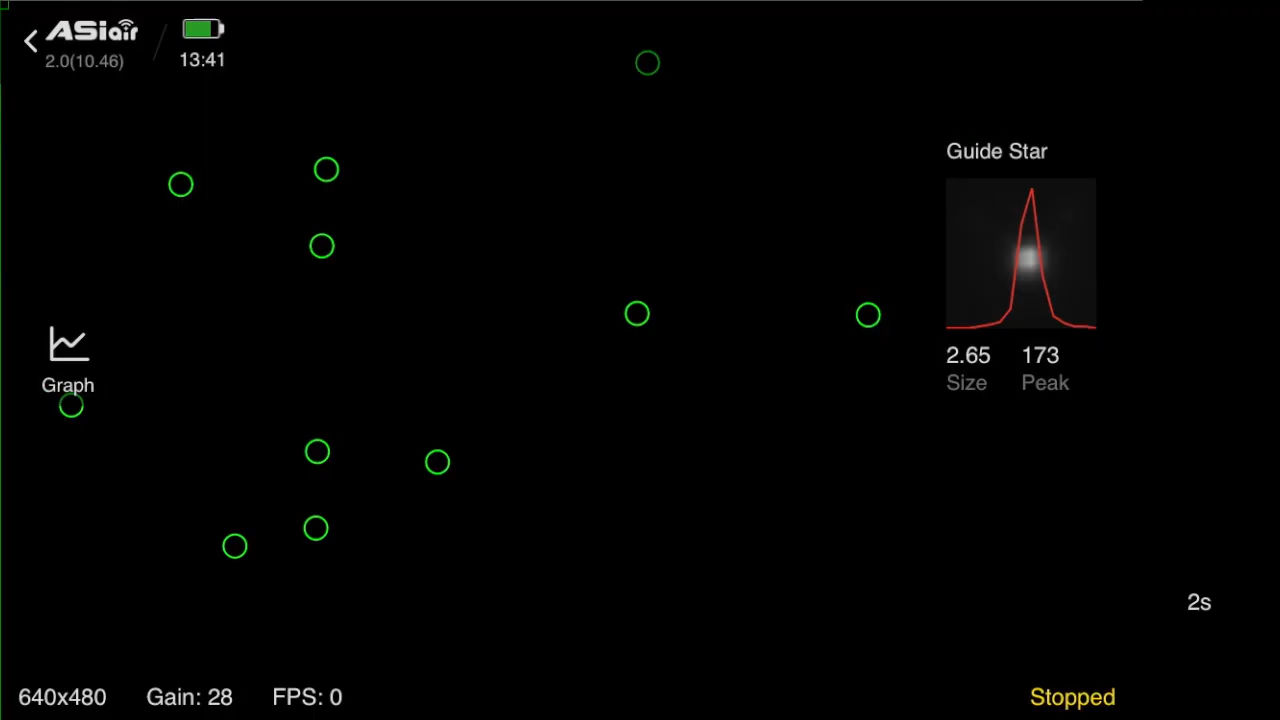 ASiair
2.0(10.46)
13:41
Guide Star
2.65 173
Size Peak
Graph
2s
640x480 Gain: 28 FPS: 0
Stopped